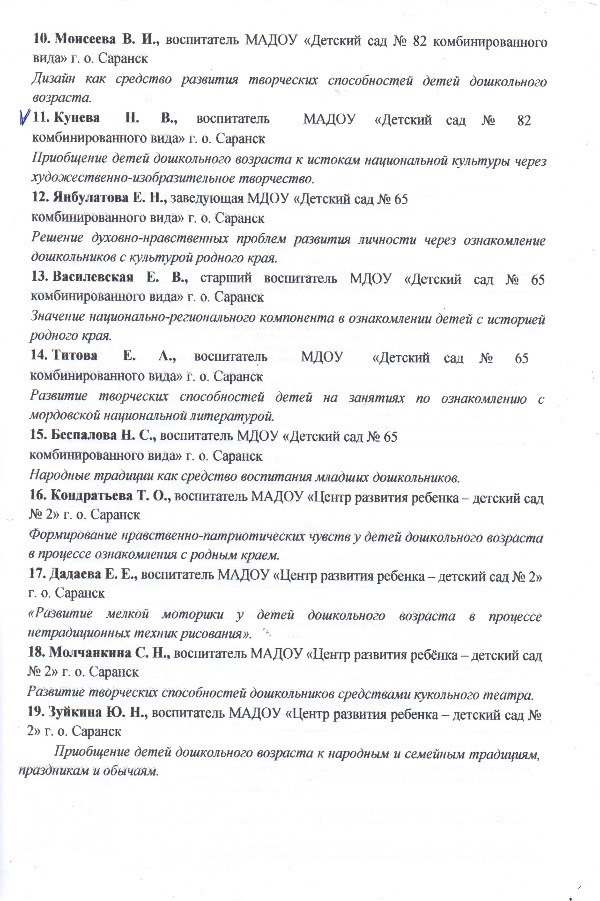 10. Моисеева В. И., воспитатель МАДОУ «Детский сад № 82 комбинированного
вида» г. о. Саранск
Дизайн как средство развития творческих способностей детей дошкольного
возраста.
11. Кунева Н. В., воспитатель МАДОУ «Детский сад № 82
комбинированного вида» г. о. Саранск
Приобщение детей дошкольного возраста к истокам национальной культуры через
художественно-изобразительное творчество.
12. Янбулатова Е. Н., заведующая МДОУ «Детский сад № 65
комбинированного вида» г. о. Саранск
Решение духовно-нравственных проблем развития личности через ознакомление
дошкольников с культурой родного края.
13. Василевская Е. В., старший воспитатель МДОУ «Детский сад № 65
комбинированного вида» г. о. Саранск
Значение национально-регионального компонента в ознакомлении детей с историей
родного края.
14. Титова Е. А., воспитатель МДОУ «Детский сад № 65
комбинированного вида» г. о. Саранск
Развитие творческих способностей детей на занятиях по ознакомлению с
мордовской национальной литературой.
15. Беспалова Н. С., воспитатель МДОУ «Детский сад № 65
комбинированного вида» г. о. Саранск
Народные традиции как средство воспитания младших дошкольников.
16. Кондратьева Т. О., воспитатель МАДОУ «Центр развития ребенка – детский сад
№ 2» г. о. Саранск
Формирование нравственно-патриотических чувств у детей дошкольного возраста
в процессе ознакомления с родным краем.
17. Дадаева Е. Е., воспитатель МАДОУ «Центр развития ребенка – детский сад № 2»
г. о. Саранск
«Развитие мелкой моторики у детей дошкольного возраста в процессе
нетрадиционных техник рисования».
18. Молчанкина С. Н., воспитатель МАДОУ «Центр развития ребёнка – детский сад
№ 2» г. о. Саранск
Развитие творческих способностей дошкольников средствами кукольного театра.
19. Зуйкина Ю. Н., воспитатель МАДОУ «Центр развития ребенка – детский сад №
2» г. о. Саранск
Приобщение детей дошкольного возраста к народным и семейным традициям,
праздникам и обычаям.